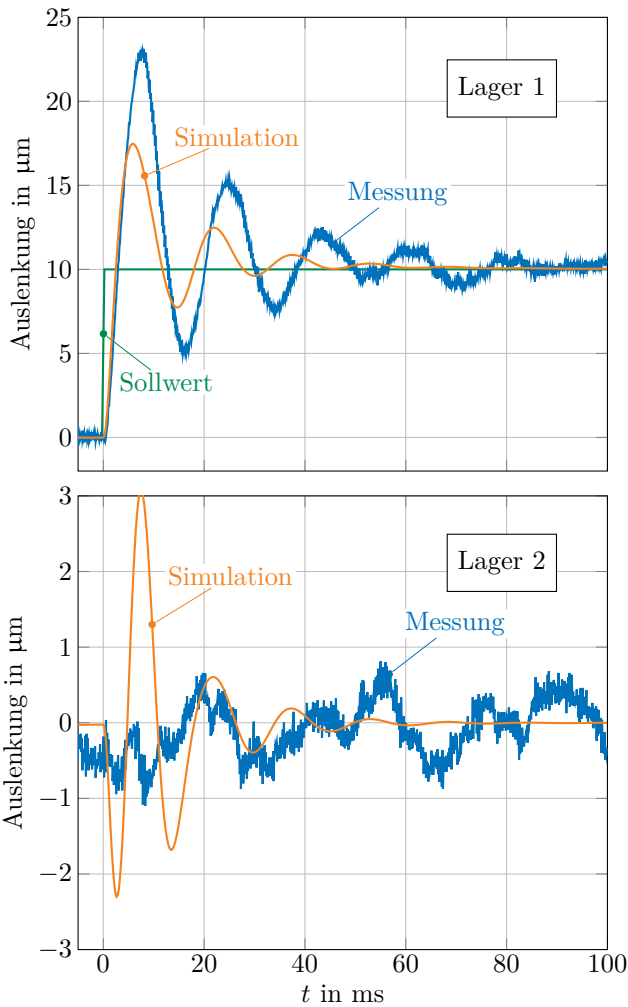 25
Lager 1
20
Simulation
Auslenkung in µm
15
Messung
10
5
Sollwert
0
3
Lager 2
2
Simulation
1
Messung
Auslenkung in µm
0
−1
−2
−3
0 20 40 60 80 100
t in ms